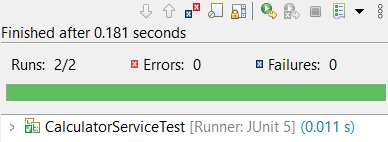 Finished after 0.181 seconds
Runs: 2/2 Errors: 0 Failures: 0
CalculatorServiceTest [Runner: JUnit 5] (0.011 s)